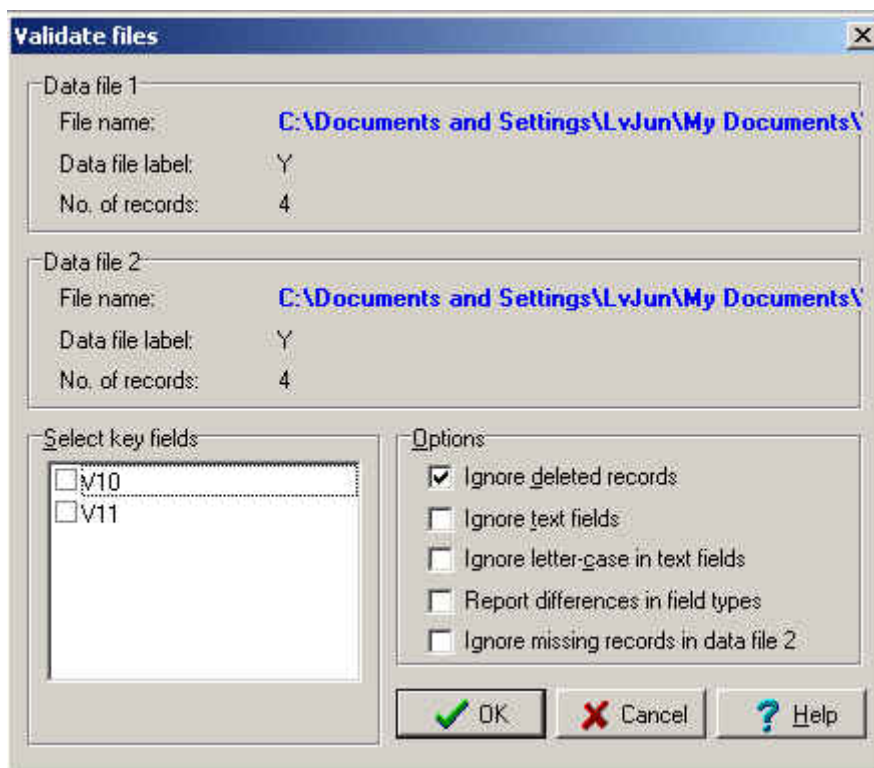 Validate files
Data file 1
File name: C:\Documents and Settings\LvJun\My Documents\
Data file label: Y
No. of records: 4
Data file 2
File name: C:\Documents and Settings\LvJun\My Documents\
Data file label: Y
No. of records: 4
Select key fields
V10
V11
Options
Ignore deleted records
Ignore text fields
Ignore letter-case in text fields
Report differences in field types
Ignore missing records in data file 2
OK Cancel Help